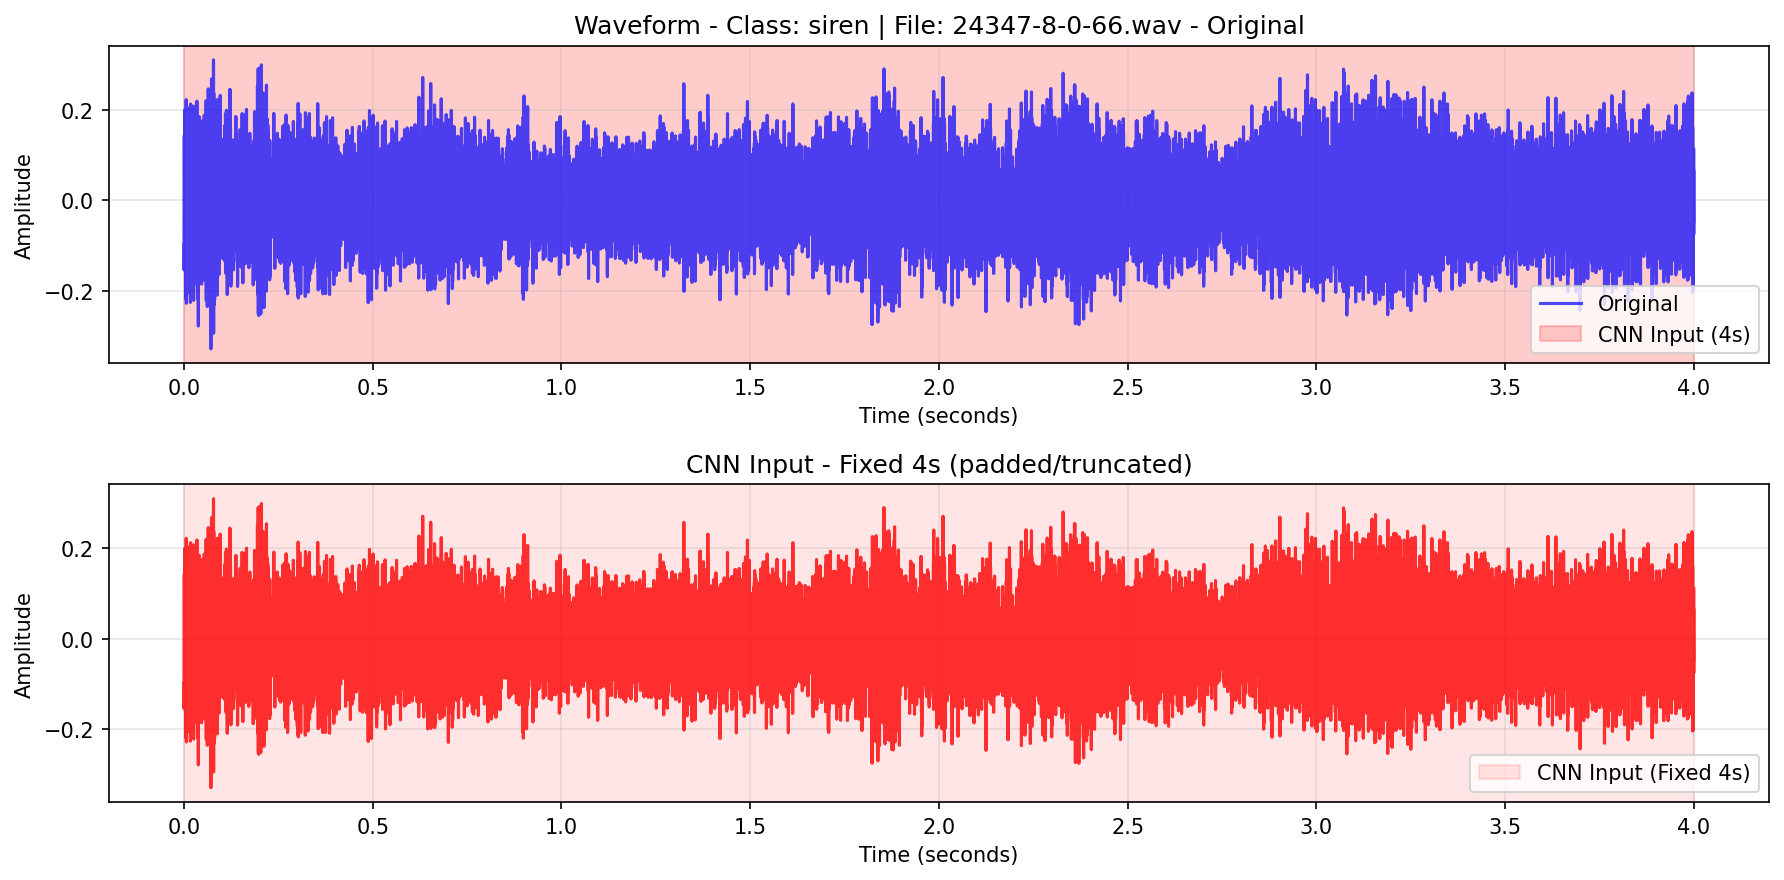 Waveform - Class: siren | File: 24347-8-0-66.wav - Original
Amplitude
0.2
0.0
−0.2
Original
CNN Input (4s)
0.0 0.5 1.0 1.5 2.0 2.5 3.0 3.5 4.0
Time (seconds)
CNN Input - Fixed 4s (padded/truncated)
Amplitude
0.2
0.0
−0.2
CNN Input (Fixed 4s)
0.0 0.5 1.0 1.5 2.0 2.5 3.0 3.5 4.0
Time (seconds)